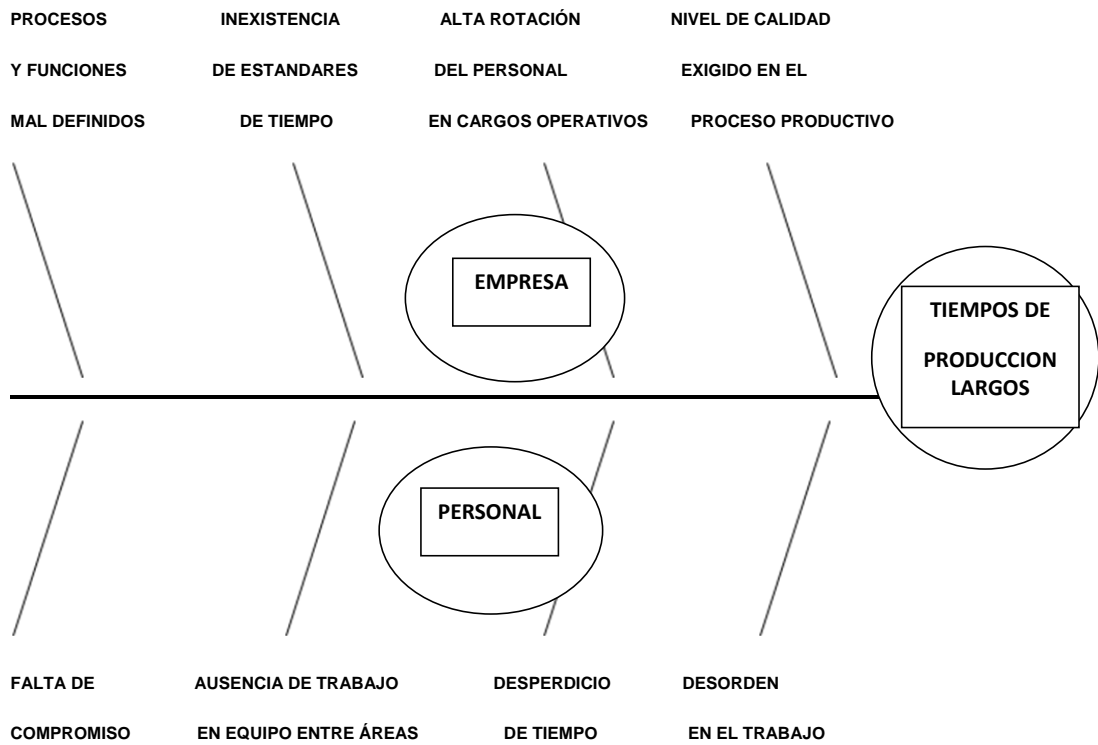 PROCESOS INEXISTENCIA ALTA ROTACIÓN NIVEL DE CALIDAD
Y FUNCIONES DE ESTANDARES DEL PERSONAL EXIGIDO EN EL
MAL DEFINIDOS DE TIEMPO EN CARGOS OPERATIVOS PROCESO PRODUCTIVO
EMPRESA
TIEMPOS DE
PRODUCCION
LARGOS
PERSONAL
FALTA DE AUSENCIA DE TRABAJO DESPERDICIO DESORDEN
COMPROMISO EN EQUIPO ENTRE ÁREAS DE TIEMPO EN EL TRABAJO